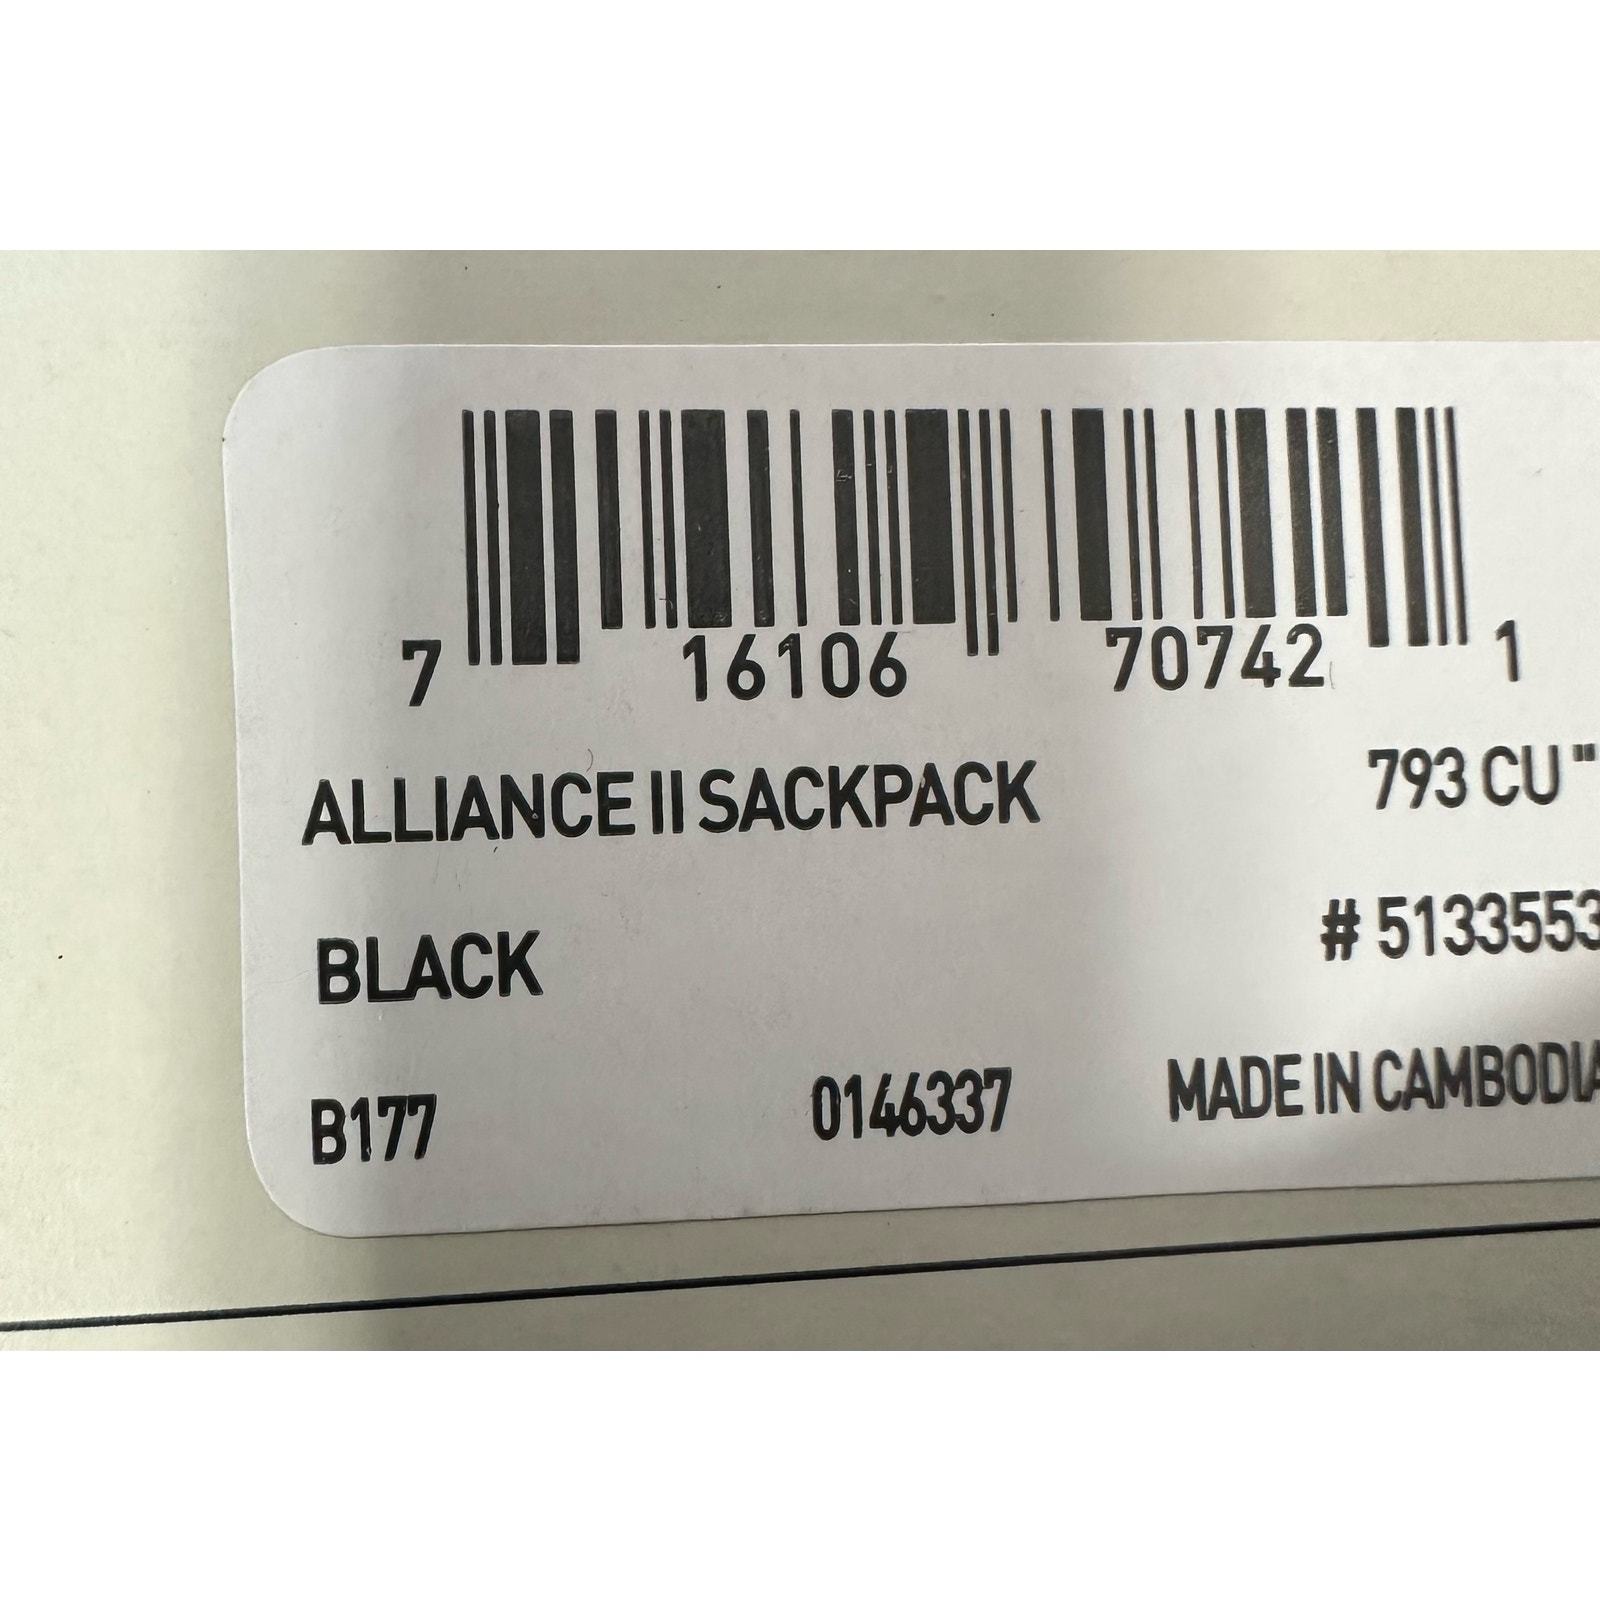 7 16106 70742 1
ALLIANCE II SACKPACK 793 CU "
BLACK # 5133553
B177 0146337 MADE IN CAMBODIA